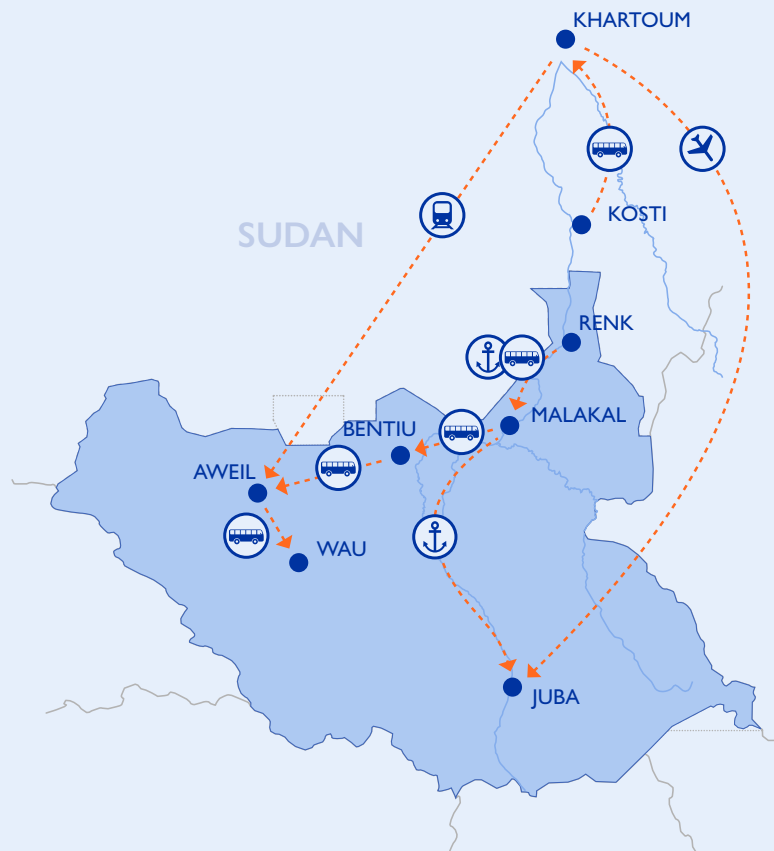 KHARTOUM
KOSTI
SUDAN
RENK
MALAKAL
BENTIU
AWEIL
WAU
JUBA